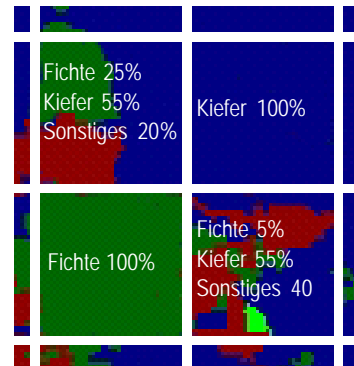 Fichte 25%
Kiefer 55%
Sonstiges 20%
Kiefer 100%
Fichte 100%
Fichte 5%
Kiefer 55%
Sonstiges 40